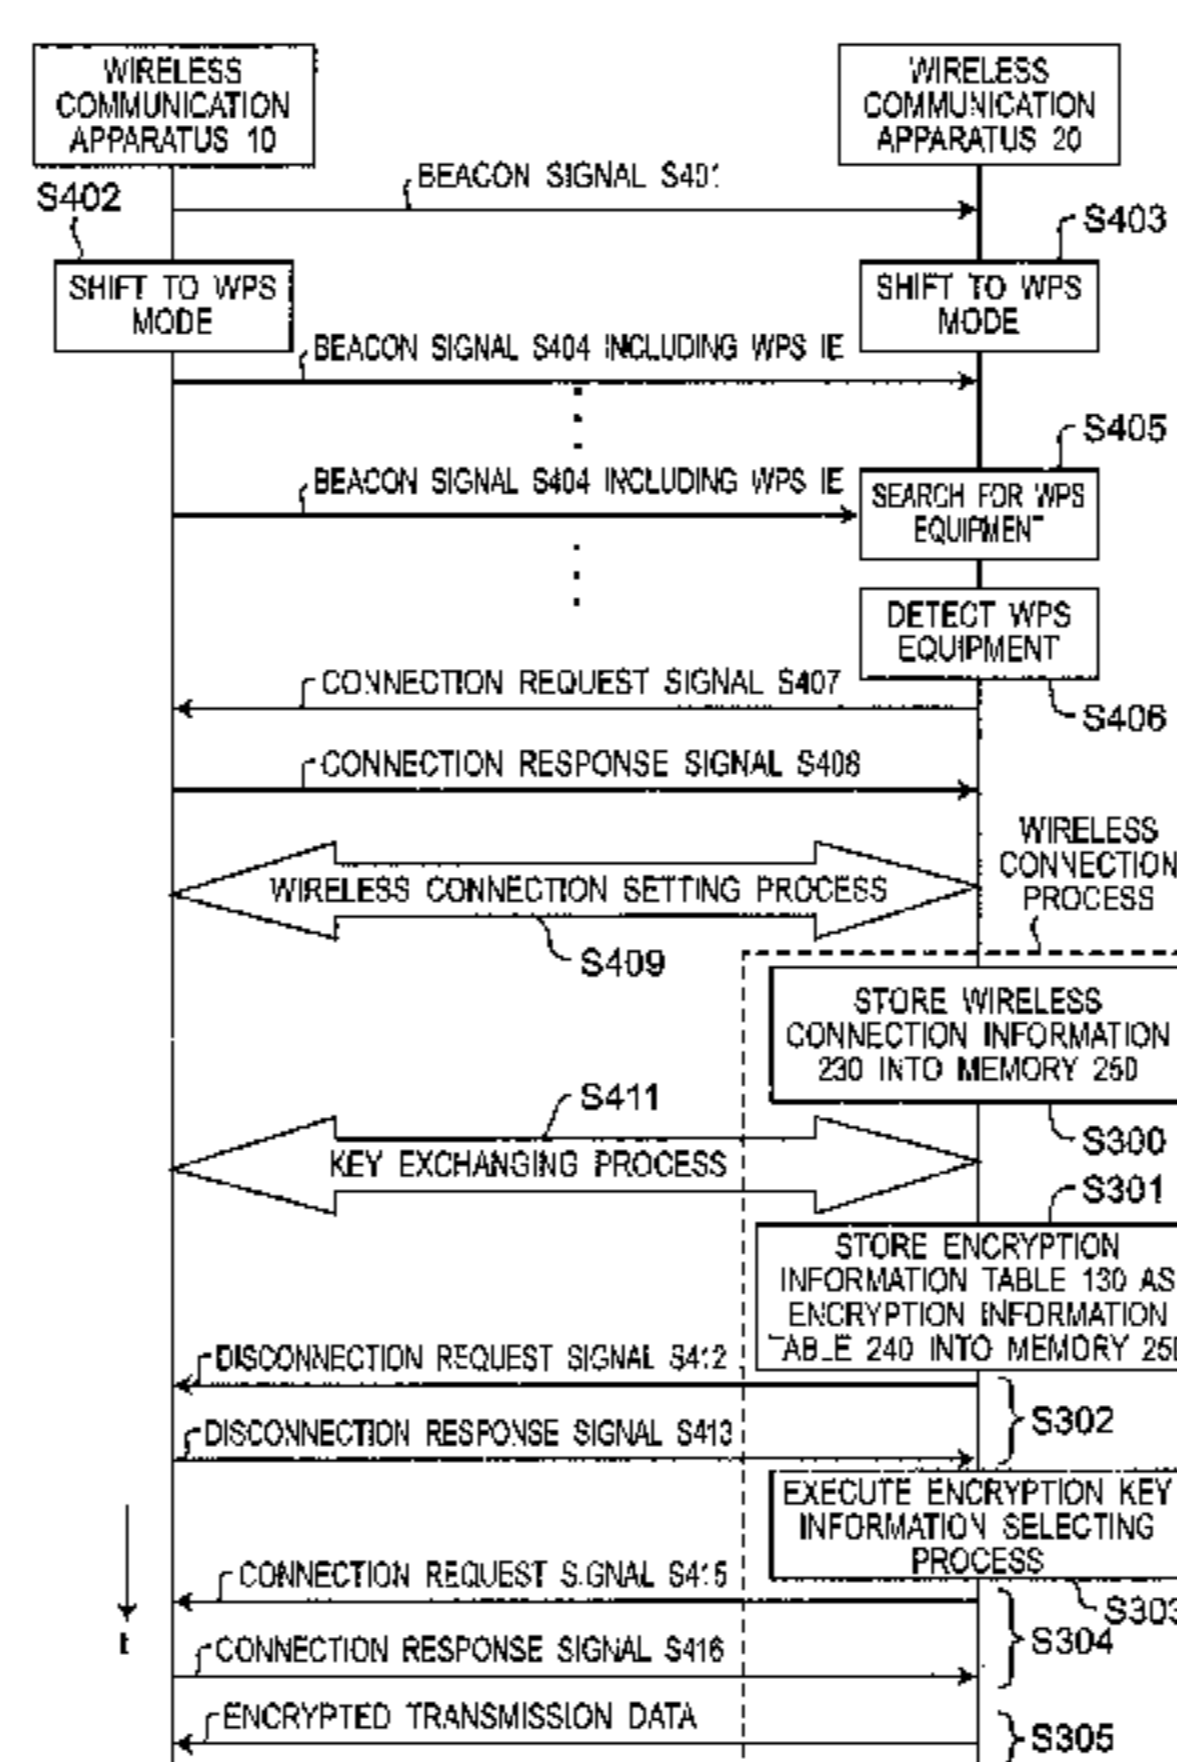 WIRELESS
COMMUNICATION
APPARATUS 10
WIRELESS
COMMUNICATION
APPARATUS 20
BEACON SIGNAL S401
S402
S403
SHIFT TO WPS
MODE
SHIFT TO WPS
MODE
BEACON SIGNAL S404 INCLUDING WPS IE
S405
BEACON SIGNAL S404 INCLUDING WPS IE
SEARCH FOR WPS
EQUIPMENT
DETECT WPS
EQUIPMENT
CONNECTION REQUEST SIGNAL S407
S406
CONNECTION RESPONSE SIGNAL S408
WIRELESS
CONNECTION
PROCESS
WIRELESS CONNECTION SETTING PROCESS
S409
STORE WIRELESS
CONNECTION INFORMATION
230 INTO MEMORY 250
S411
S300
KEY EXCHANGING PROCESS
S301
STORE ENCRYPTION
INFORMATION TABLE 130 AS
ENCRYPTION INFORMATION
TABLE 240 INTO MEMORY 250
DISCONNECTION REQUEST SIGNAL S412
S302
DISCONNECTION RESPONSE SIGNAL S413
EXECUTE ENCRYPTION KEY
INFORMATION SELECTING
PROCESS
CONNECTION REQUEST SIGNAL S415
S303
S304
t
CONNECTION RESPONSE SIGNAL S416
ENCRYPTED TRANSMISSION DATA
S305